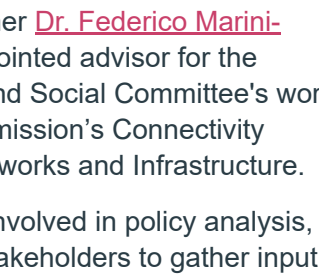 er Dr. Federico Marini-
ointed advisor for the
nd Social Committee's wor
mission’s Connectivity
works and Infrastructure.
nvolved in policy analysis,
akeholders to gather input